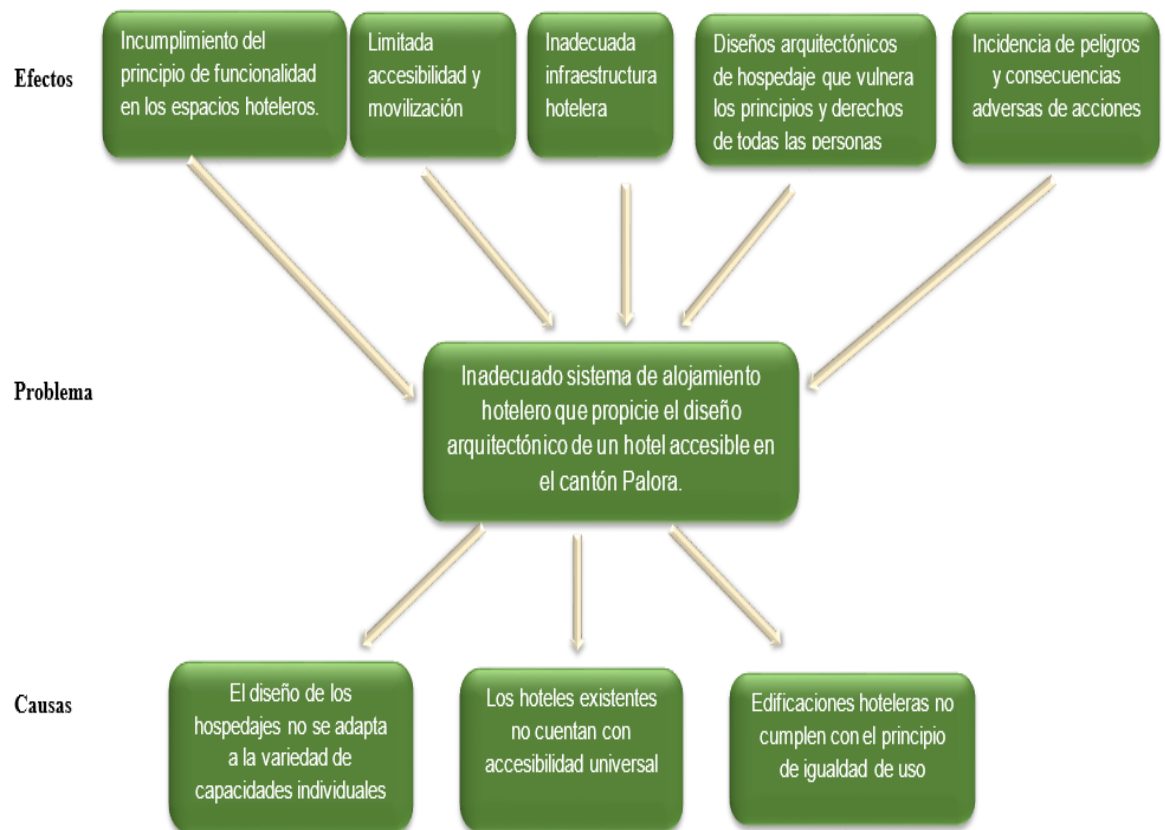 Efectos
Incumplimiento del
principio de funcionalidad
en los espacios hoteleros.
Limitada
accesibilidad y
movilización
Inadecuada
infraestructura
hotelera
Diseños arquitectónicos
de hospedaje que vulnera
los principios y derechos
de todas las personas
Incidencia de peligros
y consecuencias
adversas de acciones
Problema
Inadecuado sistema de alojamiento
hotelero que propicie el diseño
arquitectónico de un hotel accesible en
el cantón Palora.
Causas
El diseño de los
hospedajes no se adapta
a la variedad de
capacidades individuales
Los hoteles existentes
no cuentan con
accesibilidad universal
Edificaciones hoteleras no
cumplen con el principio
de igualdad de uso